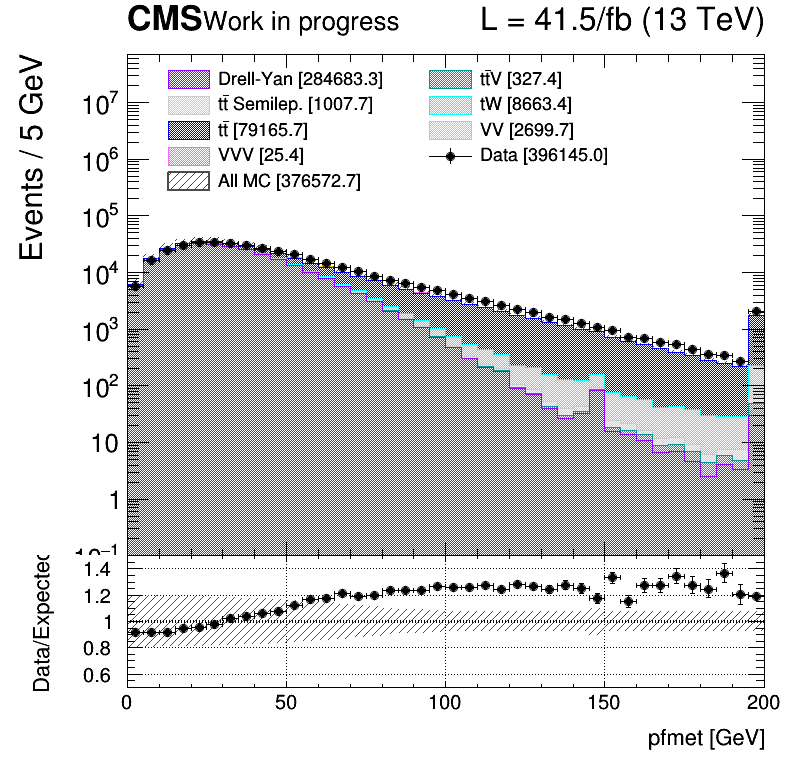 CMS Work in progress L = 41.5/fb (13 TeV)
Events / 5 GeV
Drell-Yan [284683.3] tt̄V [327.4]
tt̄ Semilep. [1007.7] tW [8663.4]
tt̄ [79165.7] VV [2699.7]
VVV [25.4] Data [396145.0]
All MC [376572.7]
10⁷
10⁶
10⁵
10⁴
10³
10²
10
1
10⁻¹
Data/Expected
1.4
1.2
1
0.8
0.6
0 50 100 150 200
pfmet [GeV]